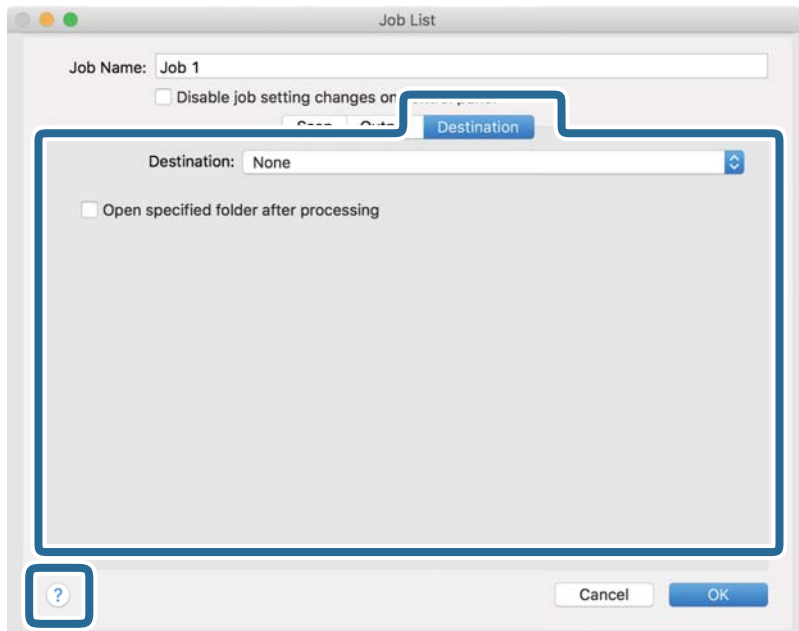 Job List
Job Name: Job 1
Disable job setting changes on
Destination
Destination: None
Open specified folder after processing
? Cancel OK